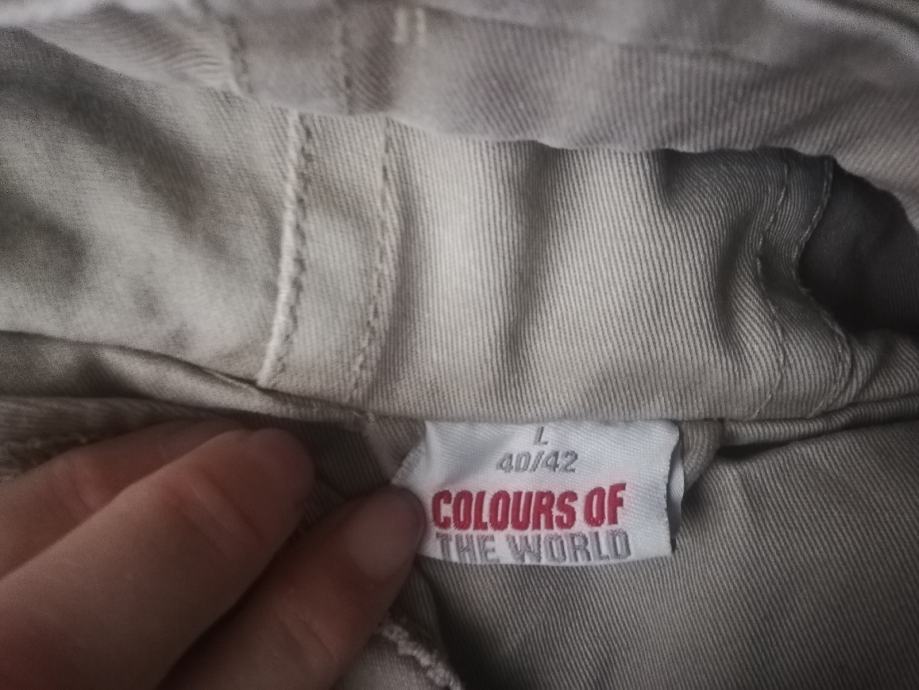 L
40/42
COLOURS OF
THE WORLD